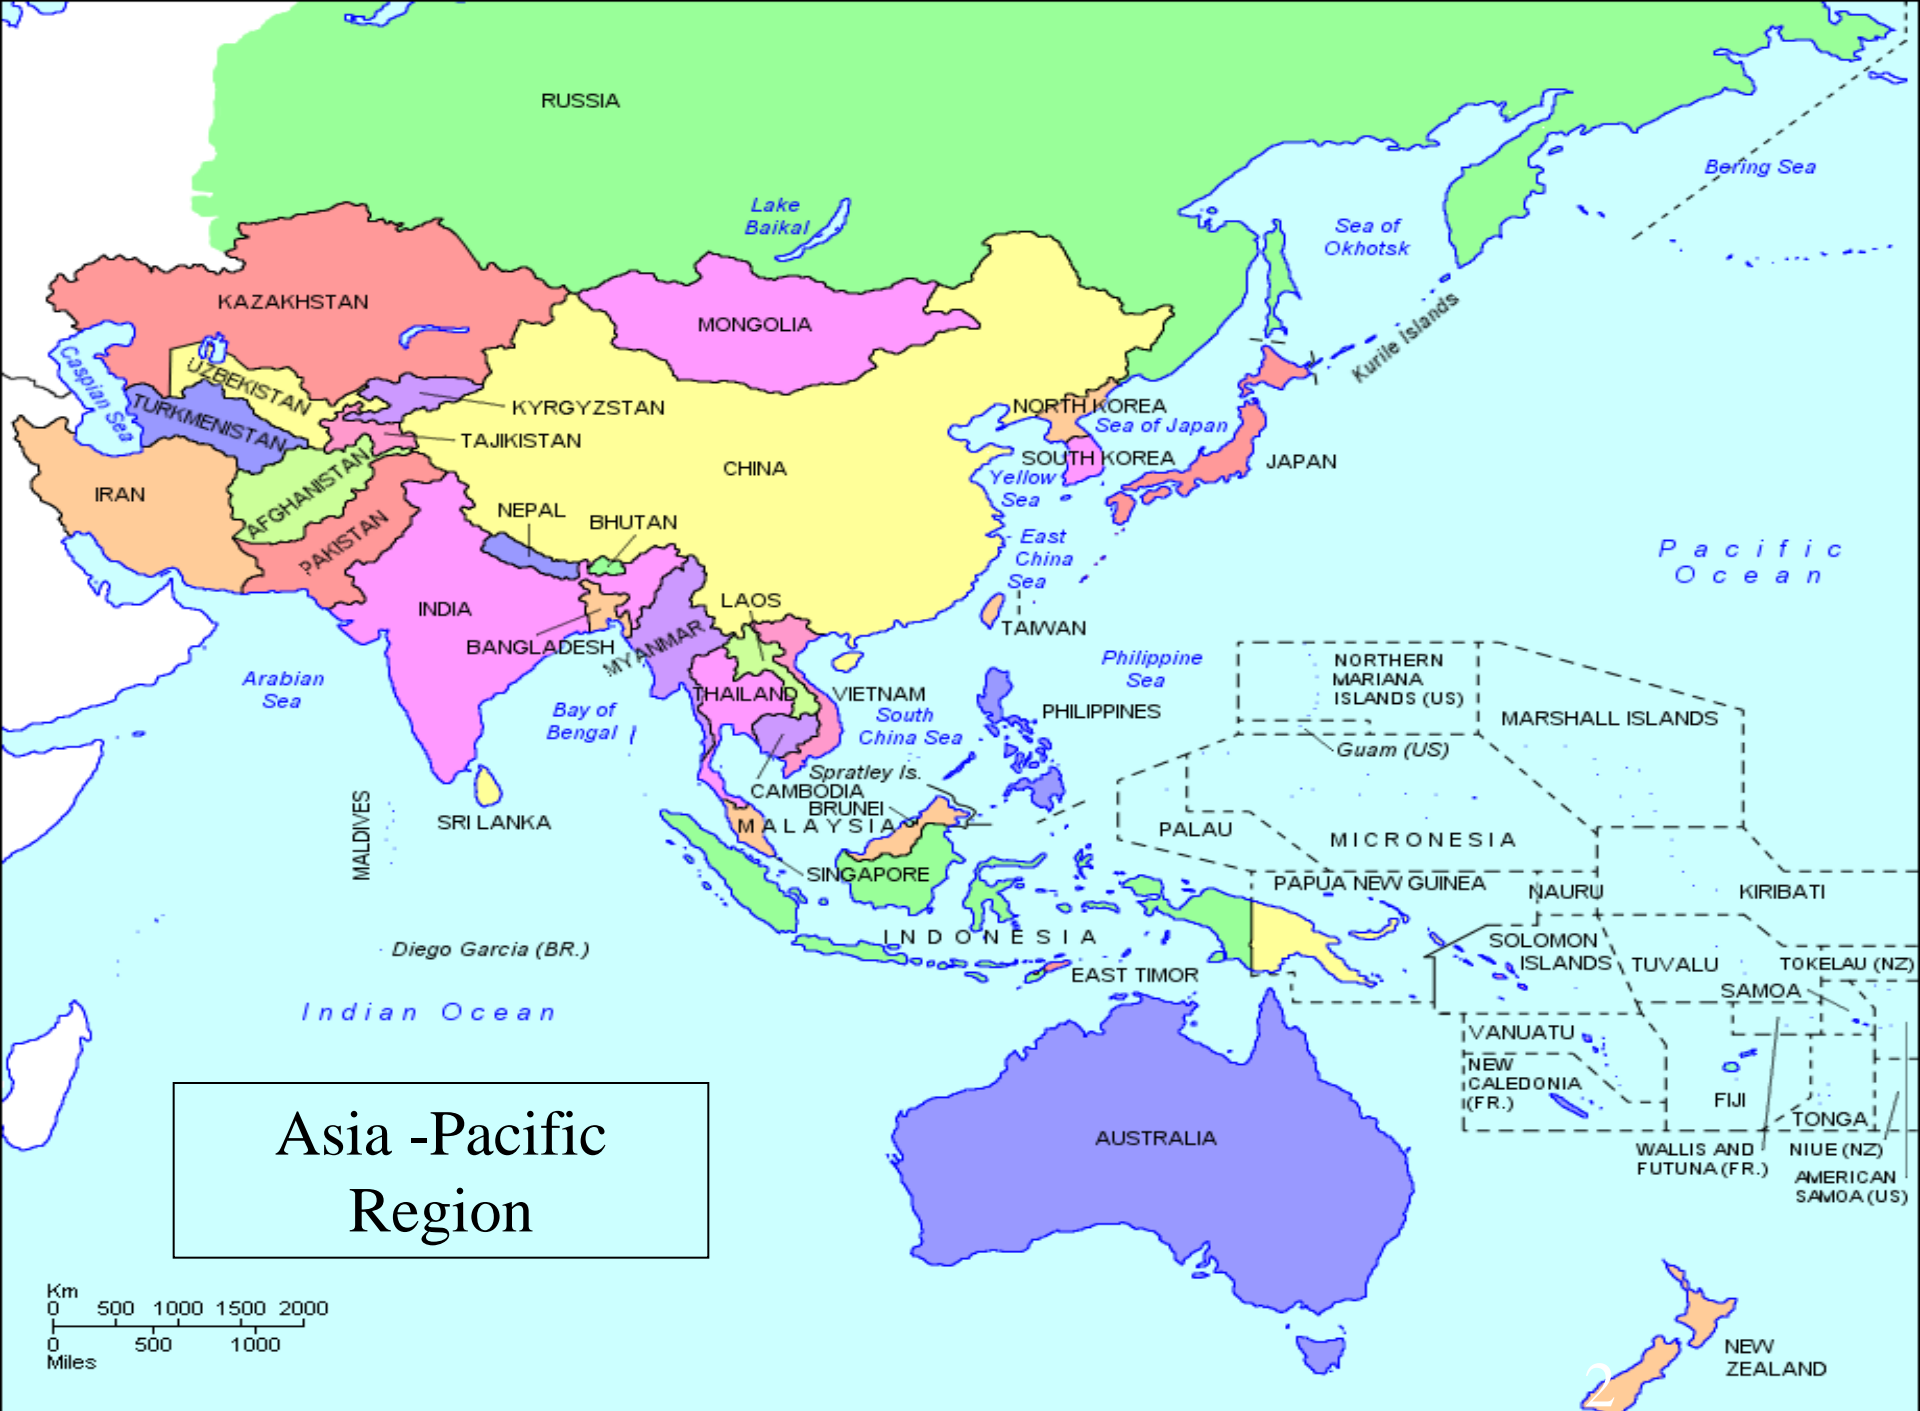 RUSSIA
Bering Sea
Lake
Baikal
Sea of
Okhotsk
KAZAKHSTAN
MONGOLIA
Kurile Islands
Caspian Sea
UZBEKISTAN
TURKMENISTAN
KYRGYZSTAN
TAJIKISTAN
NORTH KOREA
Sea of Japan
SOUTH KOREA
JAPAN
CHINA
Yellow
Sea
IRAN
AFGHANISTAN
PAKISTAN
NEPAL
BHUTAN
East
China
Sea
Pacific
Ocean
INDIA
LAOS
TAIWAN
BANGLADESH
MYANMAR
Arabian
Sea
Philippine
Sea
NORTHERN
MARIANA
ISLANDS (US)
THAILAND
VIETNAM
Bay of
Bengal
South
China Sea
PHILIPPINES
MARSHALL ISLANDS
Guam (US)
Spratley Is.
CAMBODIA
BRUNEI
MALDIVES
SRI LANKA
MALAYSIA
PALAU
MICRONESIA
SINGAPORE
PAPUA NEW GUINEA
NAURU
KIRIBATI
INDONESIA
Diego Garcia (BR.)
SOLOMON
ISLANDS
TUVALU
TOKELAU (NZ)
EAST TIMOR
SAMOA
Indian Ocean
VANUATU
NEW
CALEDONIA
(FR.)
FIJI
TONGA
AUSTRALIA
WALLIS AND
FUTUNA (FR.)
NIUE (NZ)
AMERICAN
SAMOA (US)
Asia -Pacific
Region
Km
0 500 1000 1500 2000
0 500 1000
Miles
NEW
ZEALAND
2